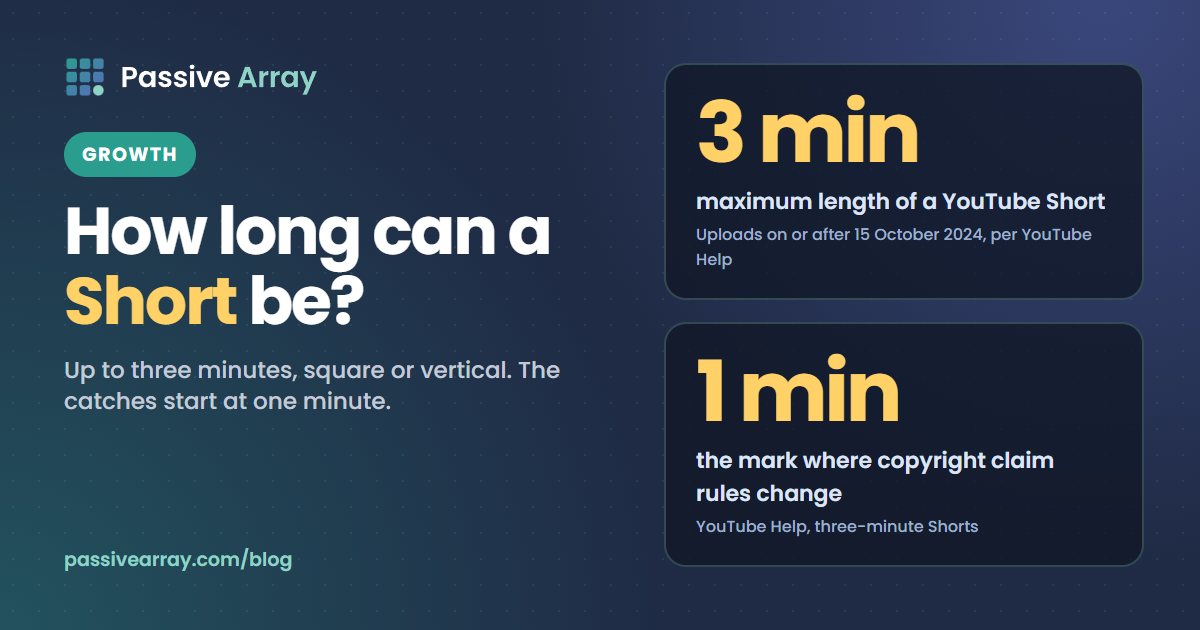 Passive Array
GROWTH
How long can a
Short be?
Up to three minutes, square or vertical. The
catches start at one minute.
passivearray.com/blog
3 min
maximum length of a YouTube Short
Uploads on or after 15 October 2024, per YouTube
Help
1 min
the mark where copyright claim
rules change
YouTube Help, three-minute Shorts